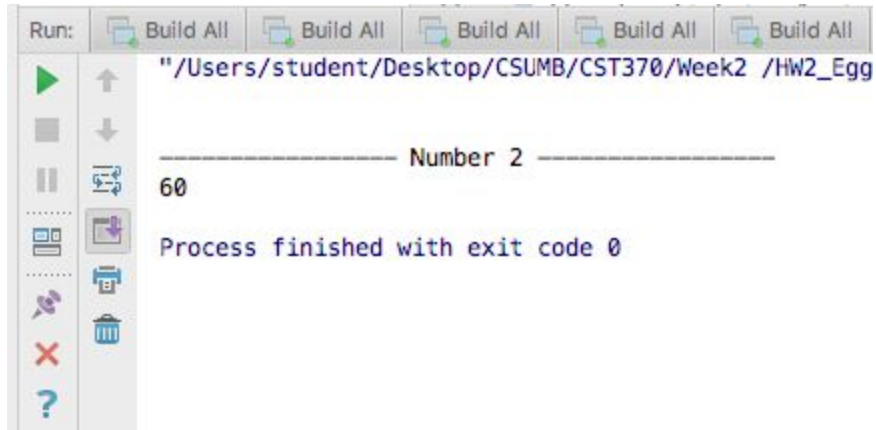 Run: Build All Build All Build All Build All Build All
"/Users/student/Desktop/CSUMB/CST370/Week2 /HW2_Egg
----------------- Number 2 -----------------
60
Process finished with exit code 0
?